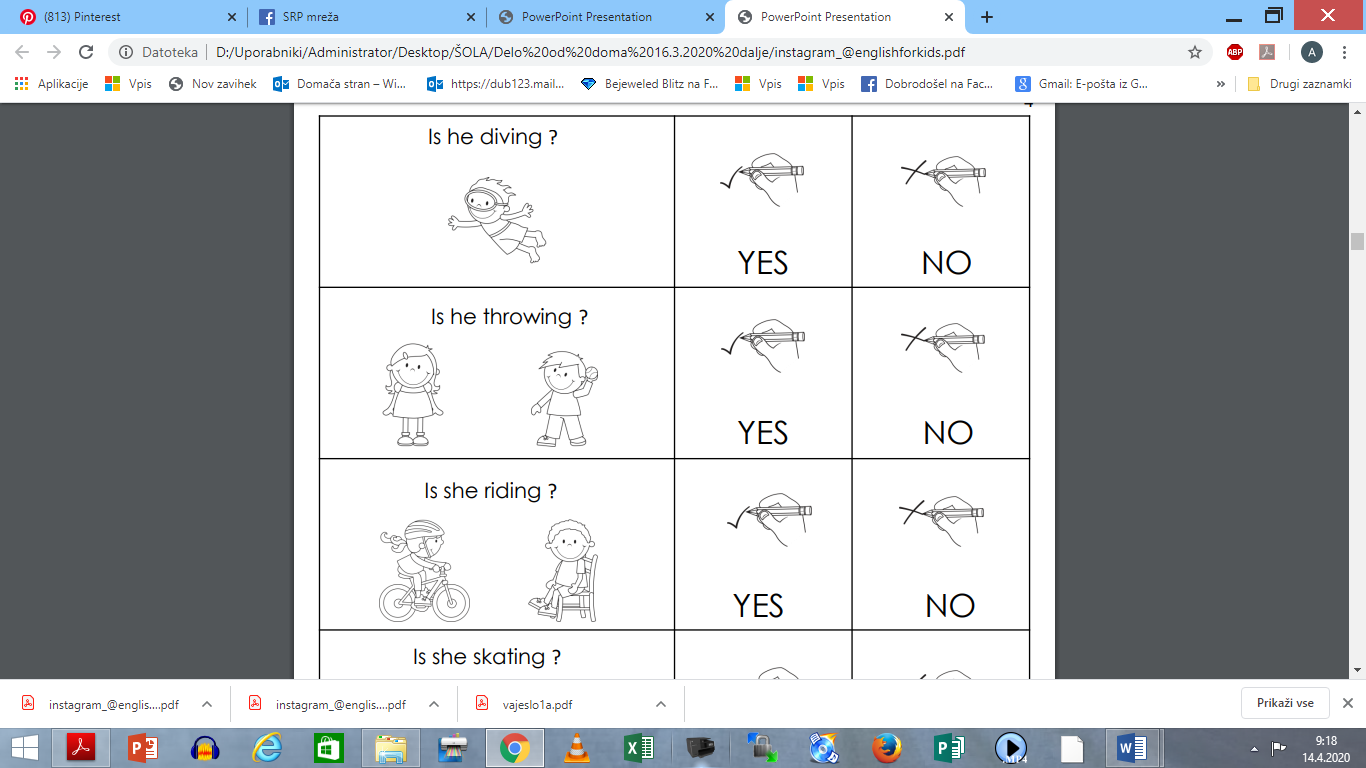 (813) Pinterest
SRP mreža
PowerPoint Presentation
PowerPoint Presentation
Datoteka
D:/Uporabniki/Administrator/Desktop/ŠOLA/Delo%20od%20doma%2016.3.2020%20dalje/instagram_@englishforkids.pdf
ABP
A
Aplikacije
Vpis
Nov zavihek
Domača stran – Wi...
https://dub123.mail...
Bejeweled Blitz na F...
Vpis
Vpis
Dobrodošel na Fac...
Gmail: E-pošta iz G...
»
Drugi zaznamki
Is he diving ?
YES
NO
Is he throwing ?
YES
NO
Is she riding ?
YES
NO
Is she skating ?
instagram_@englis....pdf
instagram_@englis....pdf
vajeslo1a.pdf
Prikaži vse
MP4
9:18
14.4.2020